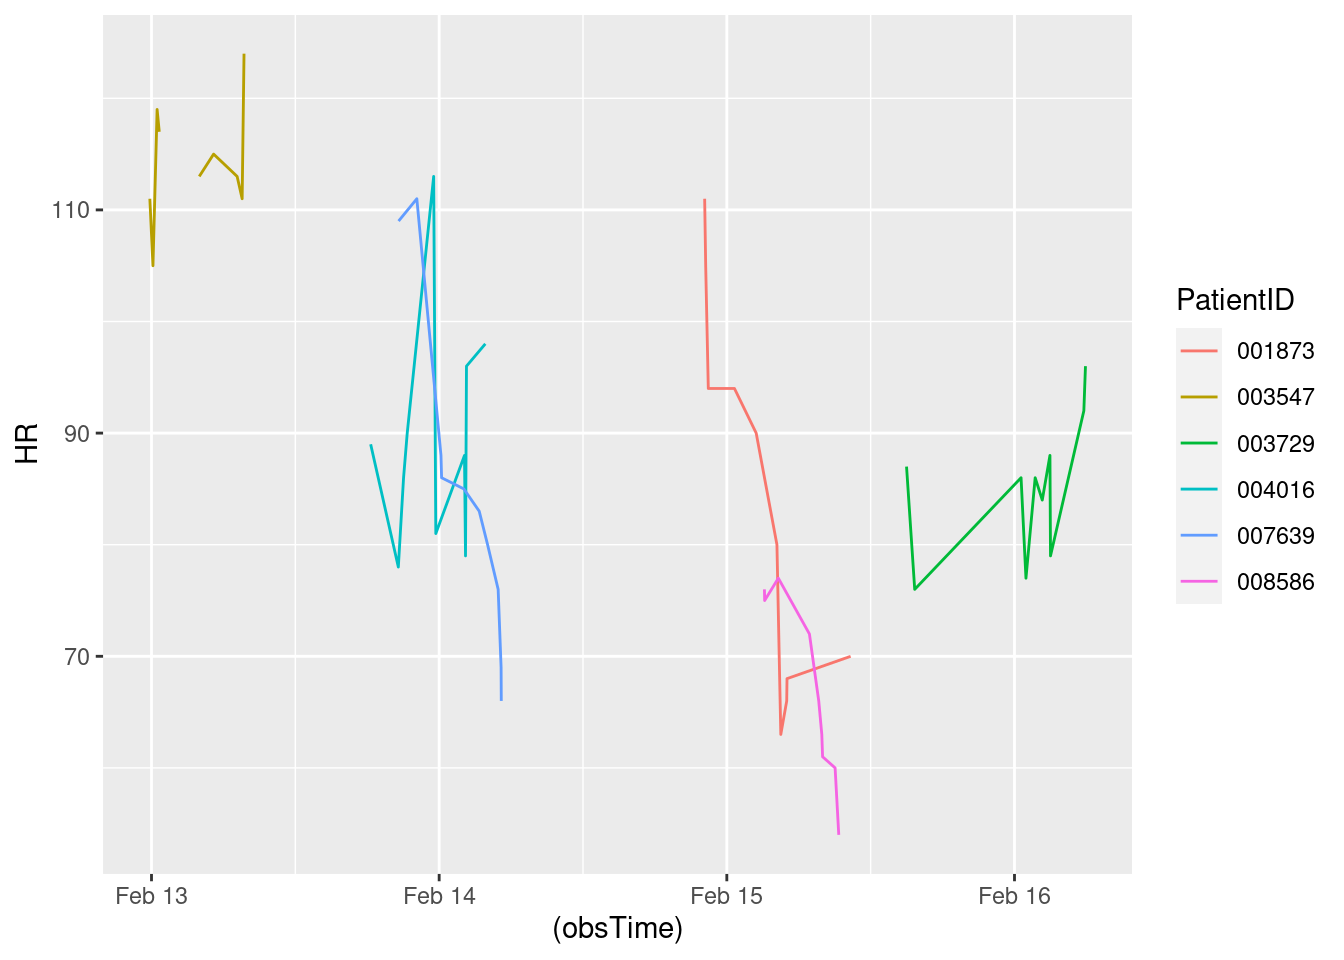 110
90
70
HR
Feb 13
Feb 14
Feb 15
Feb 16
(obsTime)
PatientID
001873
003547
003729
004016
007639
008586